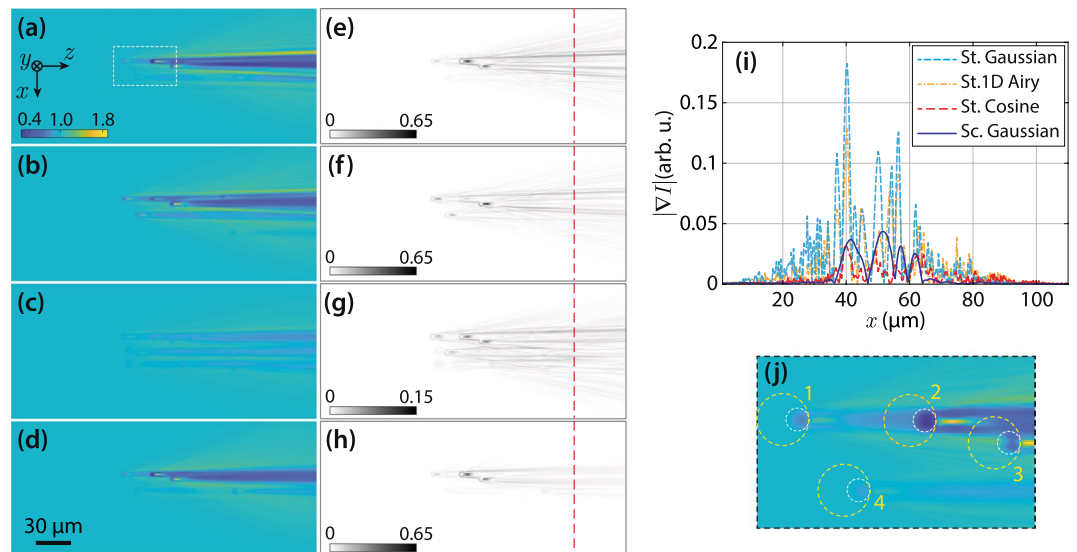 (a)
y
z
x
0.4 1.0 1.8
(b)
(c)
(d)
30 μm
(e)
0 0.65
(f)
0 0.65
(g)
0 0.15
(h)
0 0.65
(i)
St. Gaussian
St.1D Airy
St. Cosine
Sc. Gaussian
|∇I|(arb. u.)
0.2
0.15
0.1
0.05
0
20 40 60 80 100
x (μm)
(j)
1
2
3
4